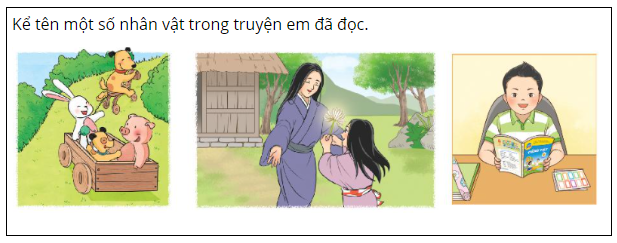 Kể tên một số nhân vật trong truyện em đã đọc.